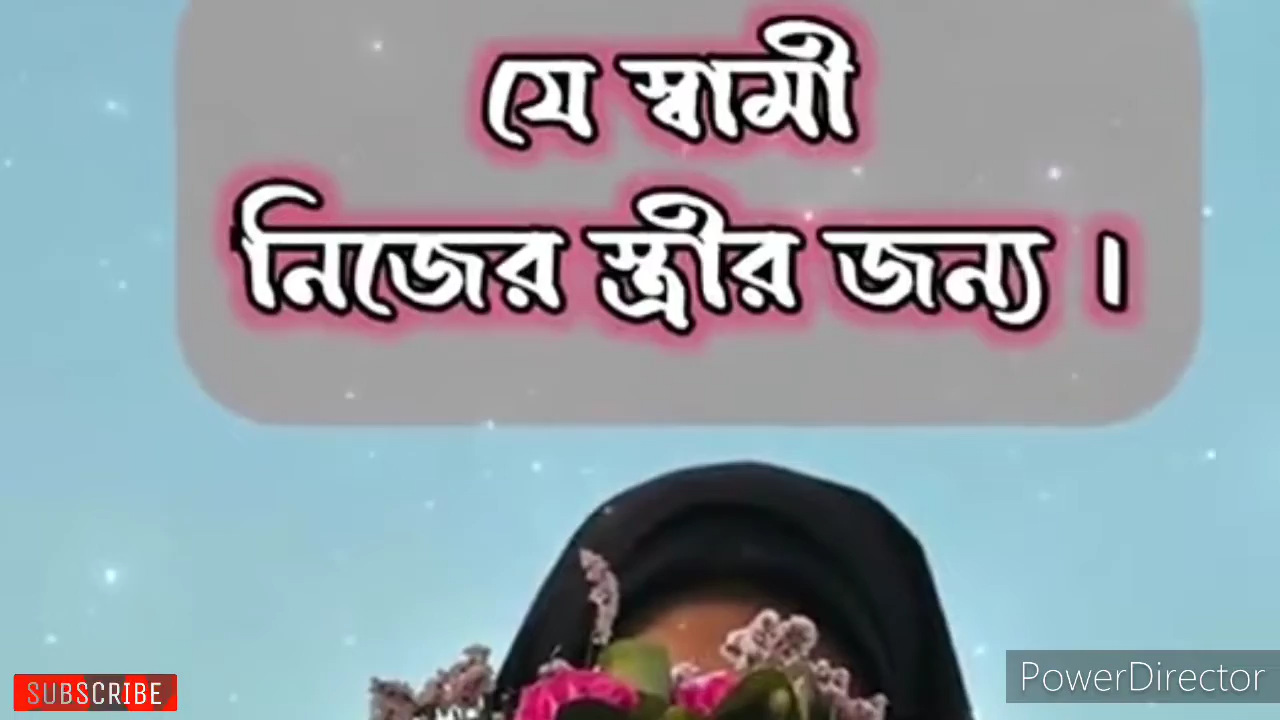 যে স্বামী
নিজের স্ত্রীর জন্য ।
SUBSCRIBE
PowerDirector